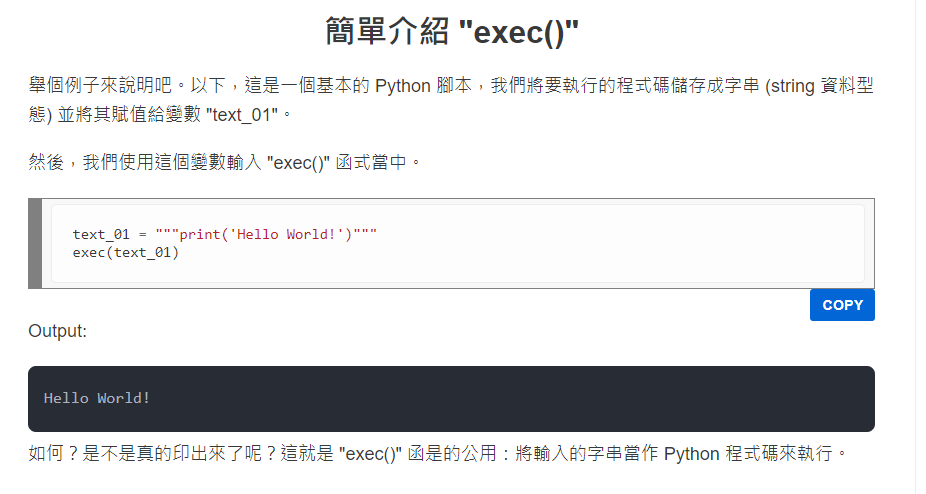 簡單介紹 "exec()"
舉個例子來說明吧。以下，這是一個基本的 Python 腳本，我們將要執行的程式碼儲存成字串 (string 資料型
態) 並將其賦值給變數 "text_01"。
然後，我們使用這個變數輸入 "exec()" 函式當中。
text_01 = """print('Hello World!')"""
exec(text_01)
COPY
Output:
Hello World!
如何？是不是真的印出來了呢？這就是 "exec()" 函是的公用：將輸入的字串當作 Python 程式碼來執行。